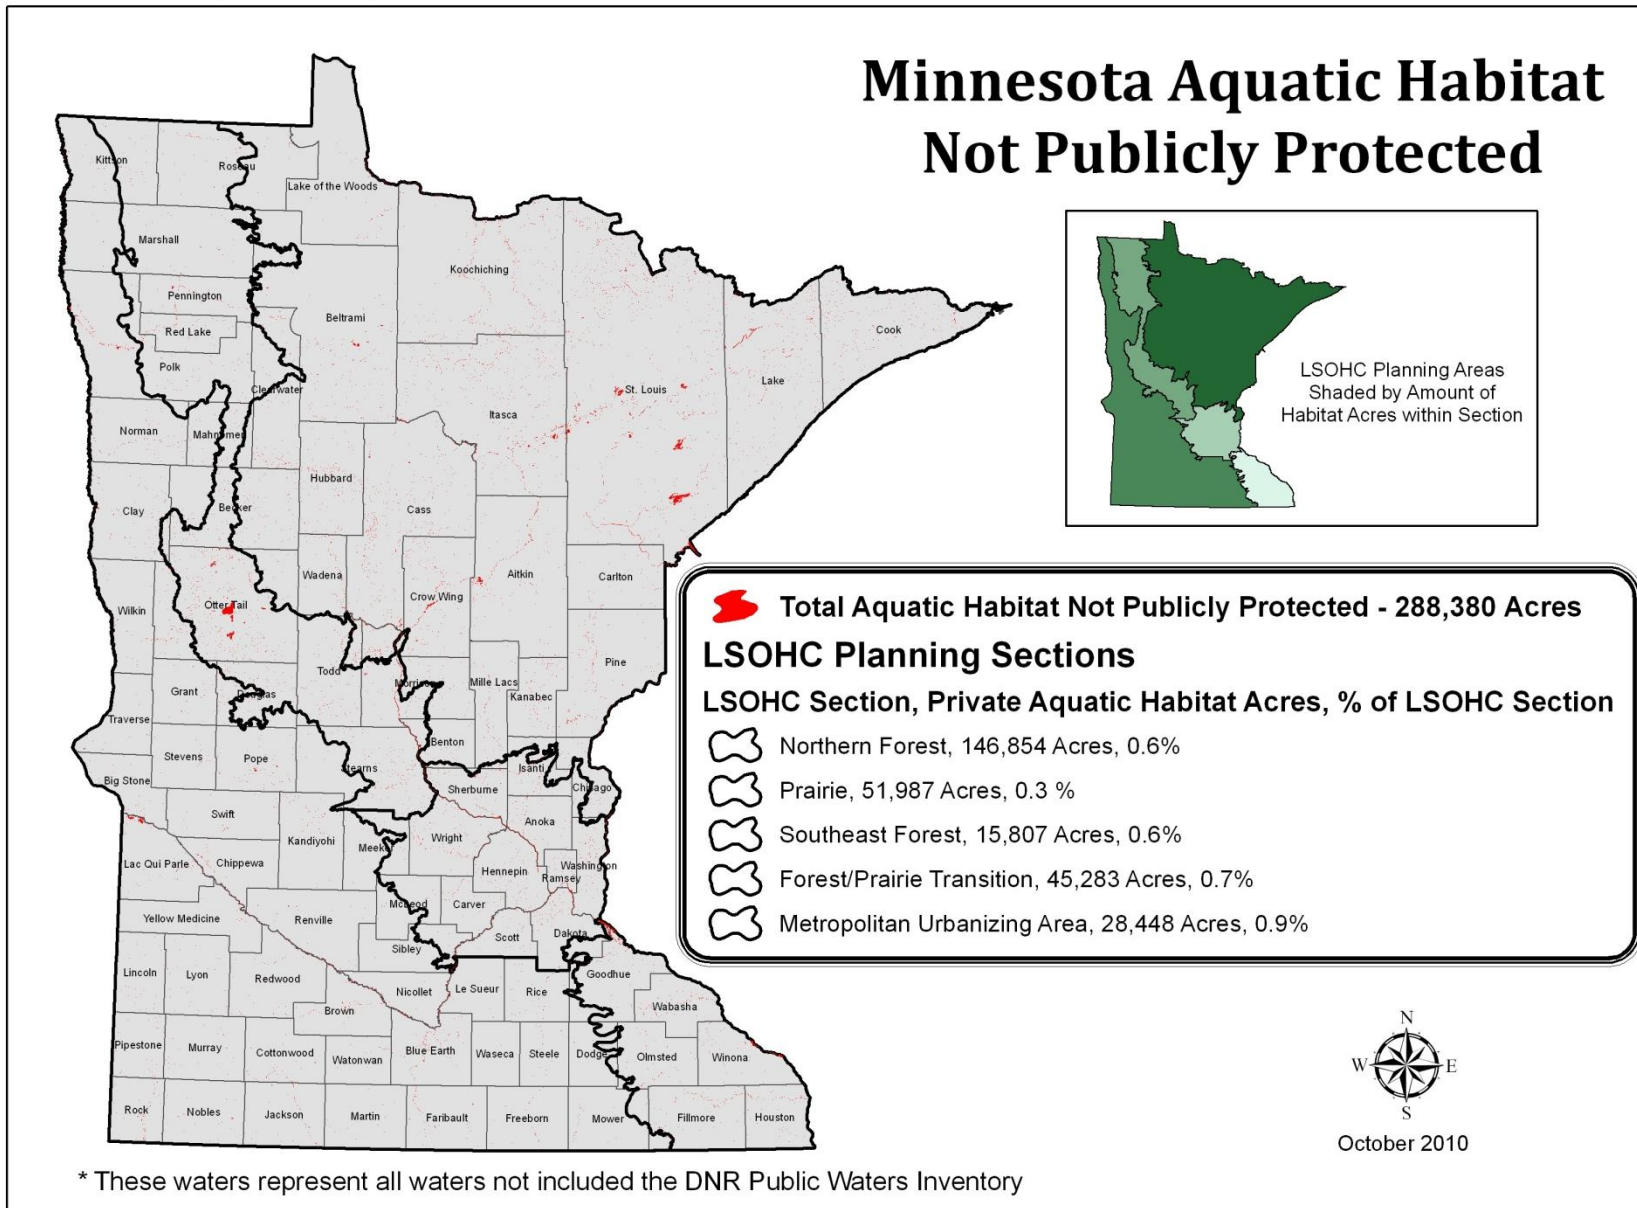 Minnesota Aquatic Habitat
Not Publicly Protected
LSOHC Planning Areas
Shaded by Amount of
Habitat Acres within Section
Total Aquatic Habitat Not Publicly Protected - 288,380 Acres
LSOHC Planning Sections
LSOHC Section, Private Aquatic Habitat Acres, % of LSOHC Section
Northern Forest, 146,854 Acres, 0.6%
Prairie, 51,987 Acres, 0.3 %
Southeast Forest, 15,807 Acres, 0.6%
Forest/Prairie Transition, 45,283 Acres, 0.7%
Metropolitan Urbanizing Area, 28,448 Acres, 0.9%
Kittson
Roseau
Lake of the Woods
Marshall
Koochiching
Pennington
Beltrami
Red Lake
Cook
Polk
Clearwater
St. Louis
Lake
Itasca
Norman
Mahnomen
Hubbard
Clay
Becker
Cass
Wadena
Aitkin
Carlton
Otter Tail
Crow Wing
Wilkin
Todd
Pine
Grant
Douglas
Morrison
Mille Lacs
Kanabec
Traverse
Benton
Stevens
Pope
Stearns
Isanti
Big Stone
Sherburne
Chisago
Swift
Anoka
Kandiyohi
Wright
Meeker
Lac Qui Parle
Chippewa
Hennepin
Washington
Ramsey
McLeod
Carver
Yellow Medicine
Renville
Scott
Dakota
Sibley
Lincoln
Lyon
Redwood
Goodhue
Nicollet
Le Sueur
Rice
Brown
Wabasha
Pipestone
Murray
Cottonwood
Watonwan
Blue Earth
Waseca
Steele
Dodge
Olmsted
Winona
Rock
Nobles
Jackson
Martin
Faribault
Freeborn
Mower
Fillmore
Houston
N
W
E
S
October 2010
* These waters represent all waters not included the DNR Public Waters Inventory